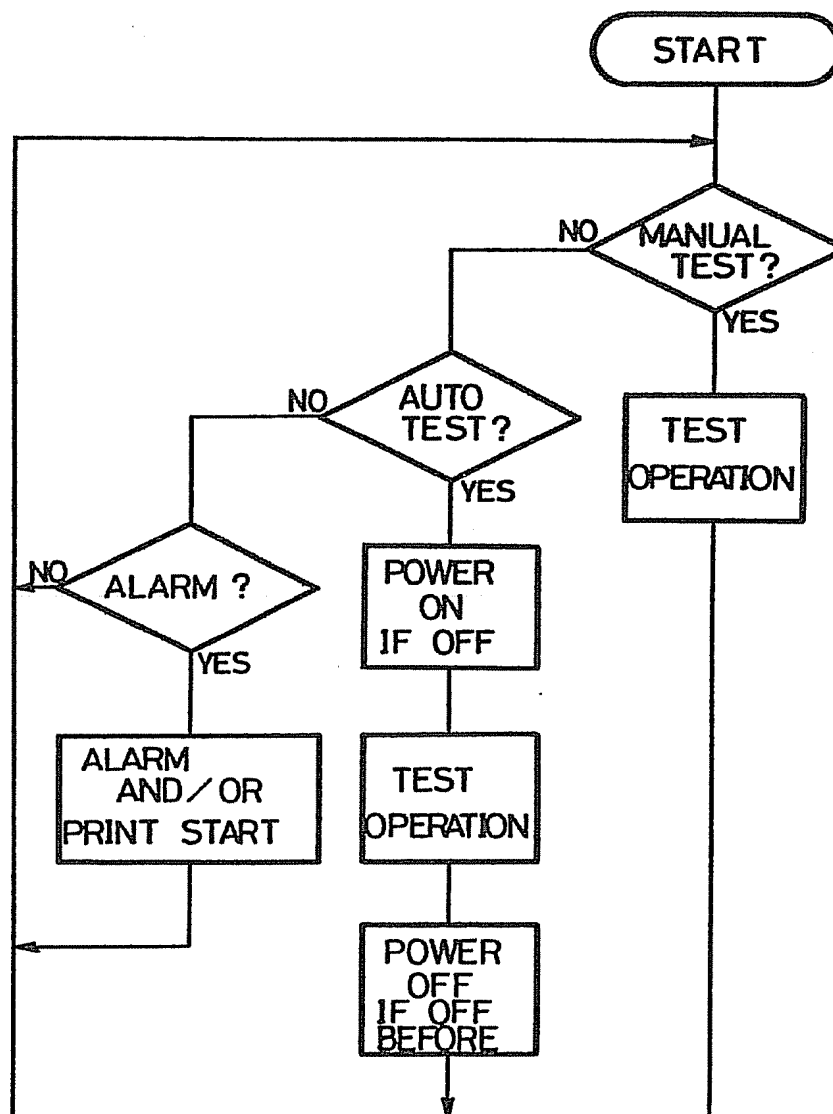 START
NO
MANUAL
TEST?
YES
NO
AUTO
TEST?
YES
TEST
OPERATION
NO
ALARM?
YES
POWER
ON
IF OFF
ALARM
AND/OR
PRINT START
TEST
OPERATION
POWER
OFF
IF OFF
BEFORE